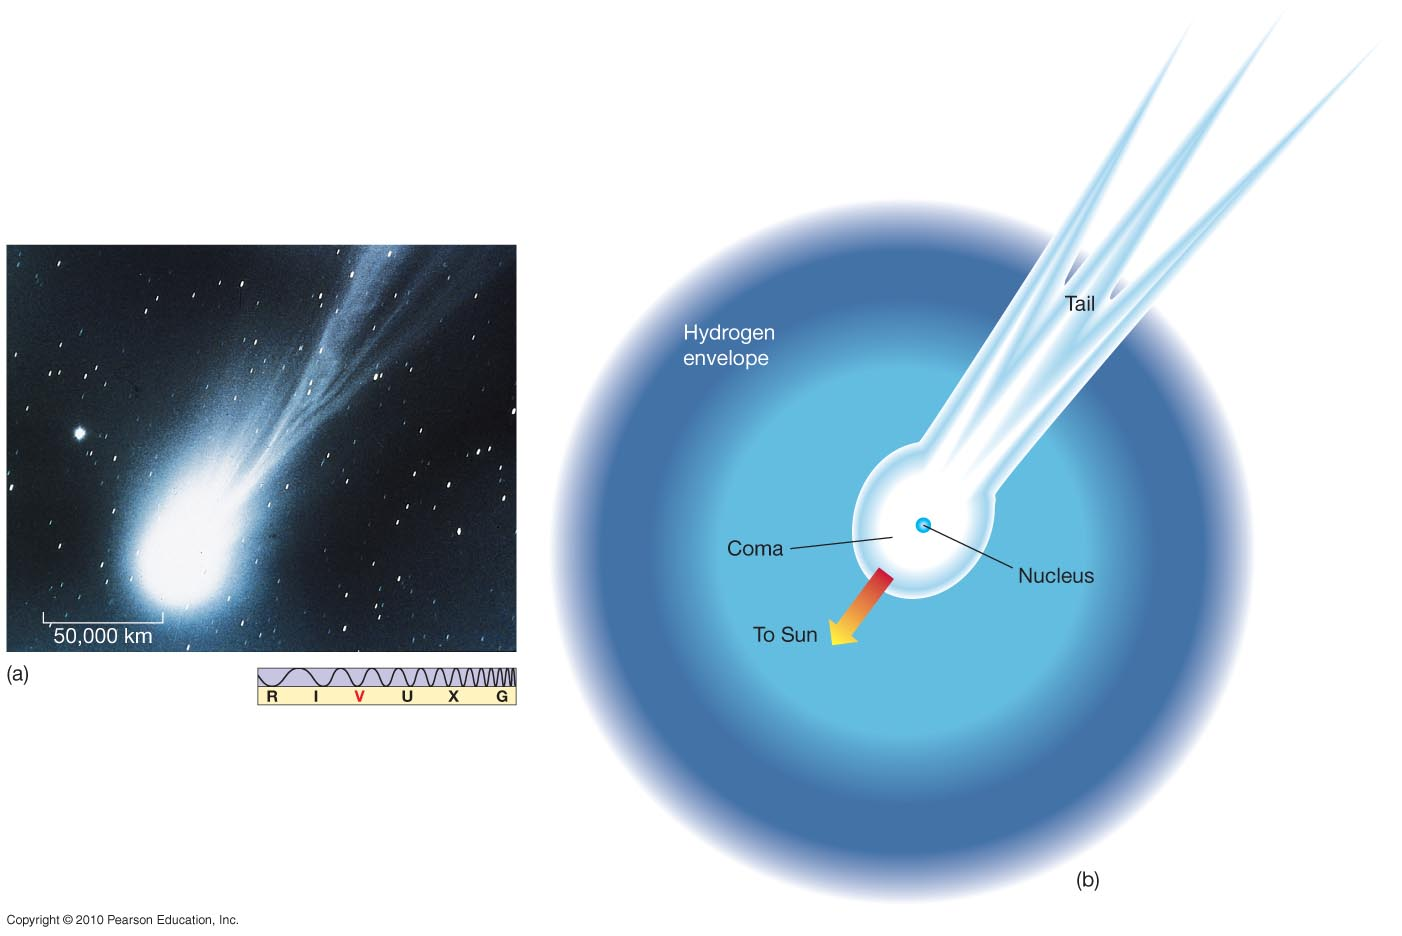 Hydrogen
envelope
Tail
Coma
Nucleus
To Sun
50,000 km
(a)
R I V U X G
(b)
Copyright © 2010 Pearson Education, Inc.